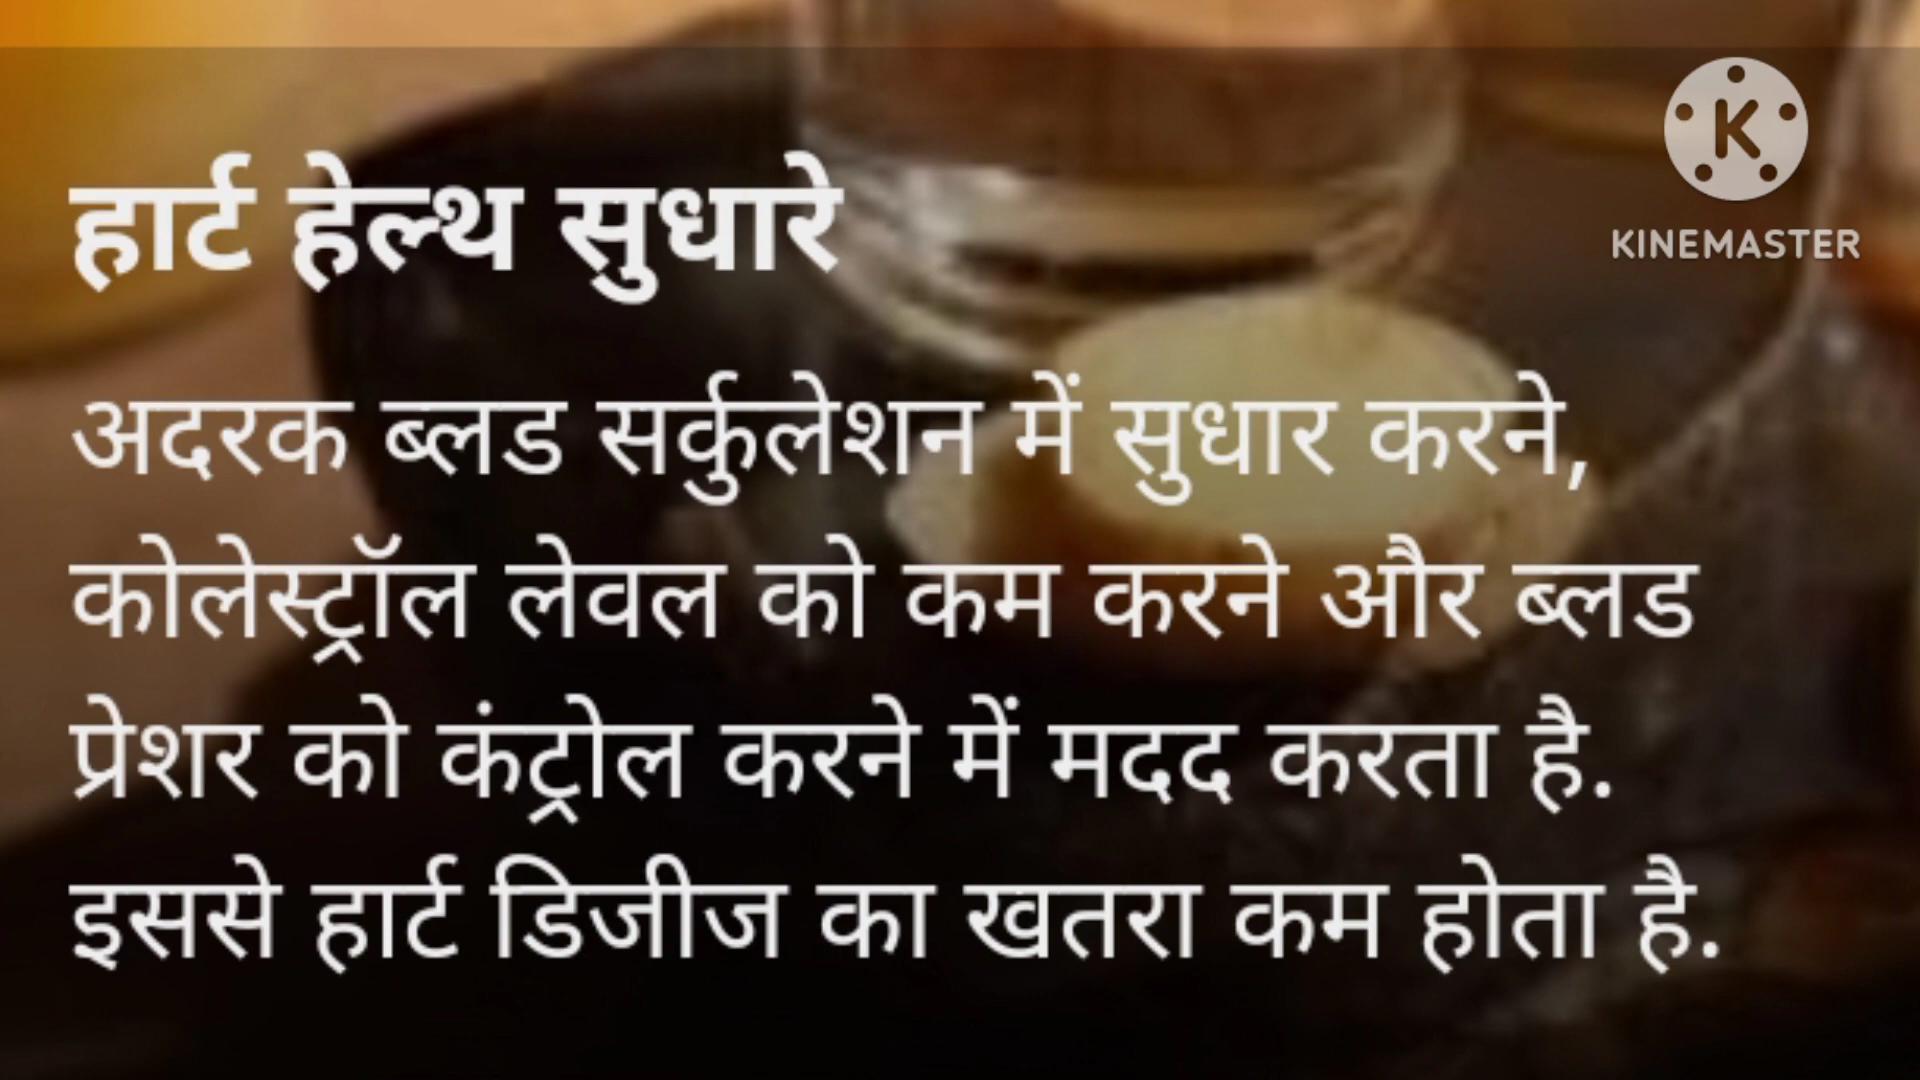 हार्ट हेल्थ सुधारे
KINEMASTER
अदरक ब्लड सर्कुलेशन में सुधार करने,
कोलेस्ट्रॉल लेवल को कम करने और ब्लड
प्रेशर को कंट्रोल करने में मदद करता है.
इससे हार्ट डिजीज का खतरा कम होता है.